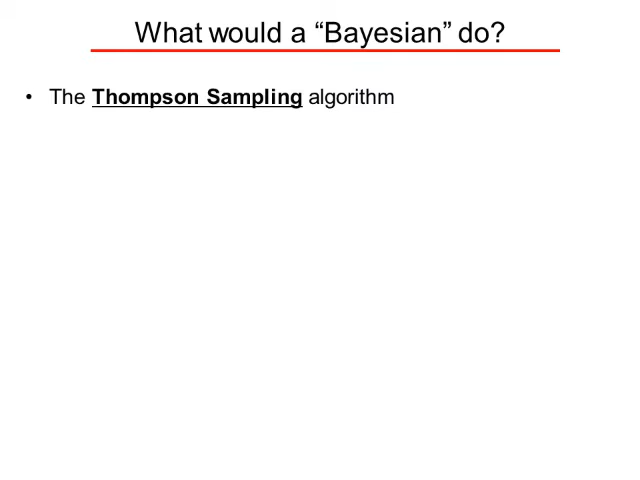 What would a “Bayesian” do?
• The Thompson Sampling algorithm